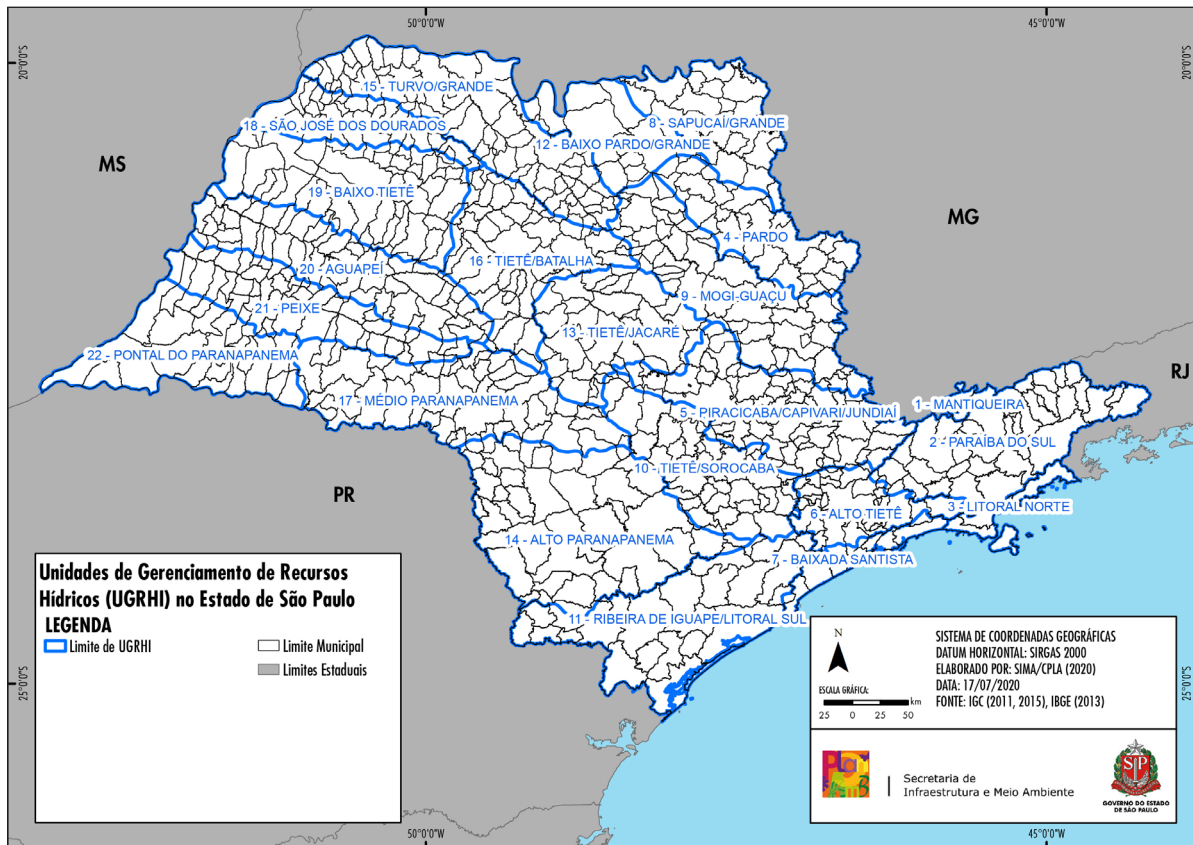 50°0'0"W
45°0'0"W
20°0'0"S
20°0'0"S
15 - TURVO/GRANDE
8 - SAPUCAÍ/GRANDE
18 - SÃO JOSÉ DOS DOURADOS
12 - BAIXO PARDO/GRANDE
MS
19 - BAIXO TIETÊ
MG
4 - PARDO
16 - TIETÊ/BATALHA
20 - AGUAPEÍ
9 - MOGI-GUAÇU
21 - PEIXE
13 - TIETÊ/JACARÉ
22 - PONTAL DO PARANAPANEMA
RJ
17 - MÉDIO PARANAPANEMA
1 - MANTIQUEIRA
5 - PIRACICABA/CAPIVARI/JUNDIAÍ
2 - PARAÍBA DO SUL
10 - TIETÊ/SOROCABA
PR
3 - LITORAL NORTE
6 - ALTO TIETÊ
14 - ALTO PARANAPANEMA
7 - BAIXADA SANTISTA
11 - RIBEIRA DE IGUAPE/LITORAL SUL
Unidades de Gerenciamento de Recursos
Hídricos (UGRHI) no Estado de São Paulo
LEGENDA
Limite de UGRHI
Limite Municipal
Limites Estaduais
N
ESCALA GRÁFICA:
km
25 0 25 50
SISTEMA DE COORDENADAS GEOGRÁFICAS
DATUM HORIZONTAL: SIRGAS 2000
ELABORADO POR: SIMA/CPLA (2020)
DATA: 17/07/2020
FONTE: IGC (2011, 2015), IBGE (2013)
25°0'0"S
25°0'0"S
PLan
B
Secretaria de
Infraestrutura e Meio Ambiente
SP
GOVERNO DO ESTADO
DE SÃO PAULO
50°0'0"W
45°0'0"W